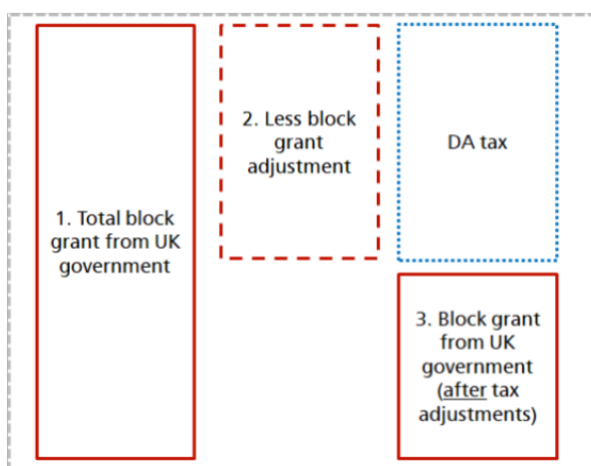 1. Total block
grant from UK
government
2. Less block
grant
adjustment
DA tax
3. Block grant
from UK
government
(after tax
adjustments)